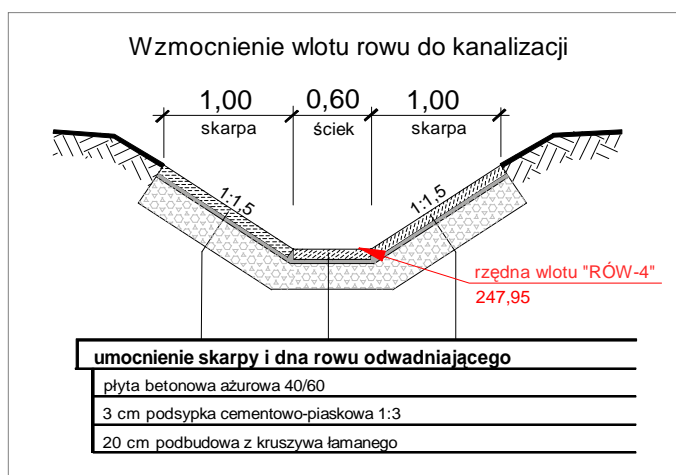 Wzmocnienie wlotu rowu do kanalizacji
1,00 0,60 1,00
skarpa ściek skarpa
1:1,5 1:1,5
rzędna wlotu "RÓW-4"
247,95
umocnienie skarpy i dna rowu odwadniającego
płyta betonowa ażurowa 40/60
3 cm podsypka cementowo-piaskowa 1:3
20 cm podbudowa z kruszywa łamanego